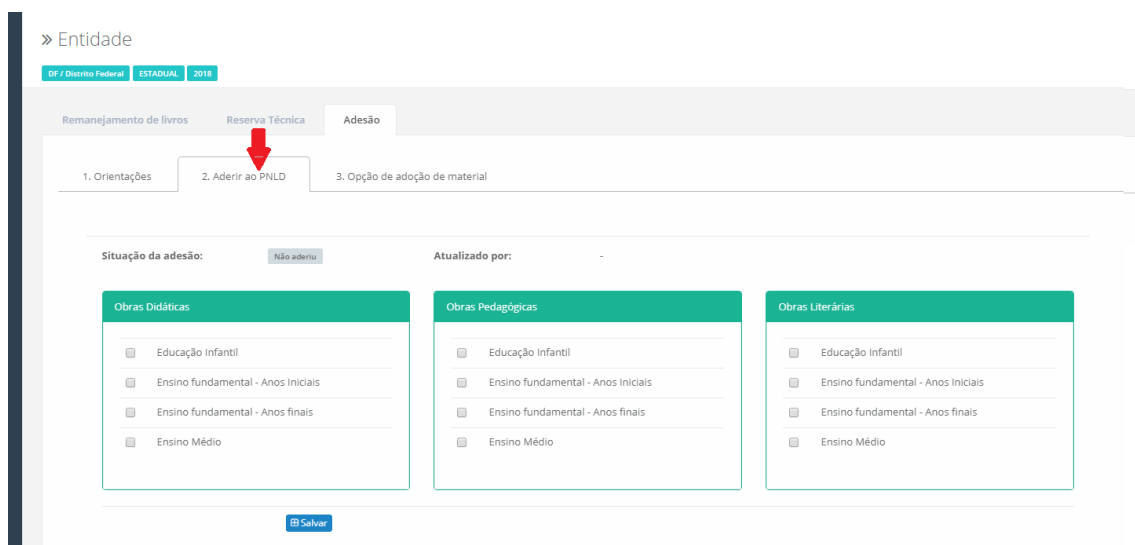 » Entidade
DF / Distrito Federal ESTADUAL 2018
Remanejamento de livros Reserva Técnica Adesão
1. Orientações 2. Aderir ao PNLD 3. Opção de adoção de material
Situação da adesão: Não aderiu Atualizado por: -
Obras Didáticas Obras Pedagógicas Obras Literárias
Educação Infantil Educação Infantil Educação Infantil
Ensino fundamental - Anos Iniciais Ensino fundamental - Anos Iniciais Ensino fundamental - Anos Iniciais
Ensino fundamental - Anos finais Ensino fundamental - Anos finais Ensino fundamental - Anos finais
Ensino Médio Ensino Médio Ensino Médio
Salvar